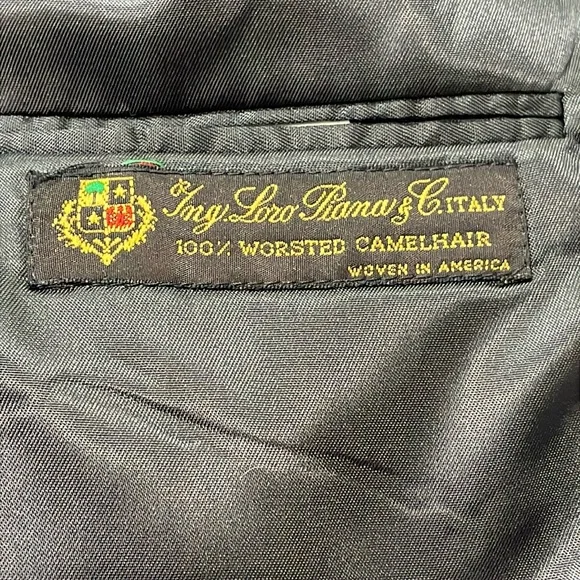 Ing. Loro Piana & C. ITALY
100% WORSTED CAMELHAIR
WOVEN IN AMERICA